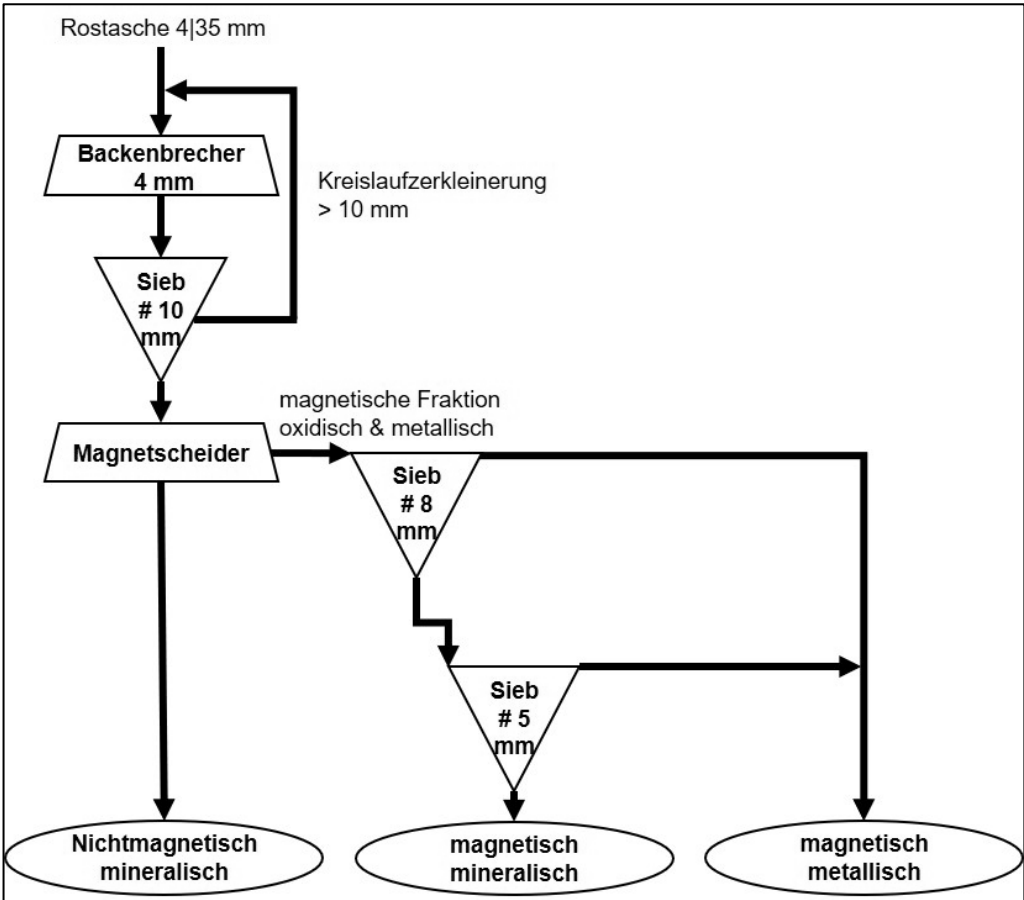 Rostasche 4|35 mm
Backenbrecher
4 mm
Kreislaufzerkleinerung
> 10 mm
Sieb
# 10
mm
magnetische Fraktion
oxidisch & metallisch
Magnetscheider
Sieb
# 8
mm
Sieb
# 5
mm
Nichtmagnetisch
mineralisch
magnetisch
mineralisch
magnetisch
metallisch